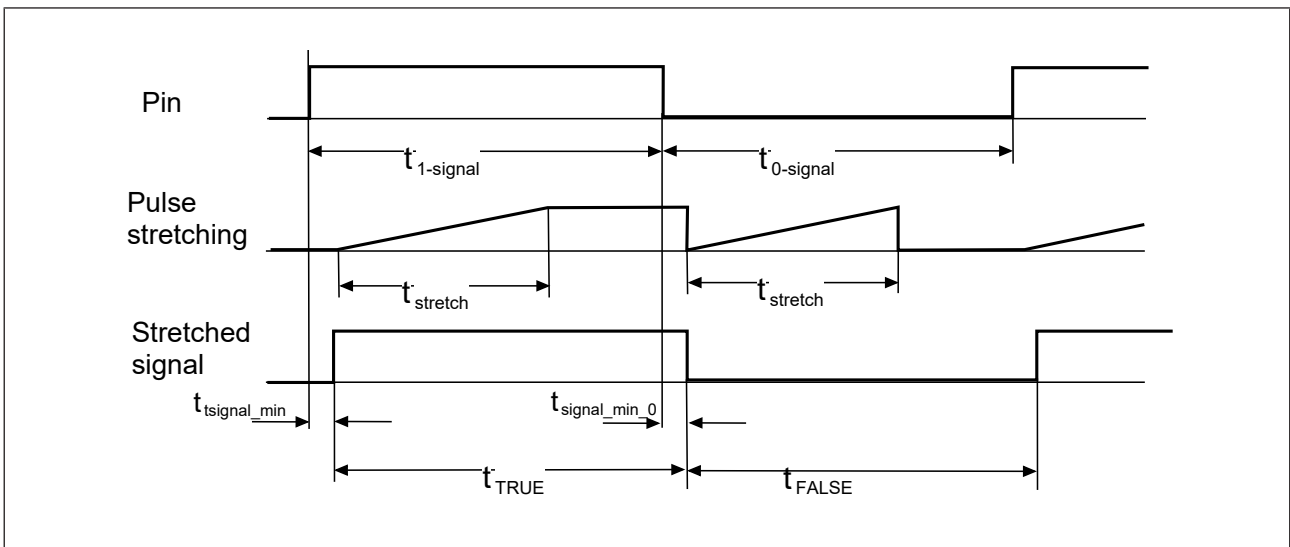 Pin
t1-signal
t0-signal
Pulse
stretching
tstretch
tstretch
Stretched
signal
ttsignal_min
tsignal_min_0
tTRUE
tFALSE